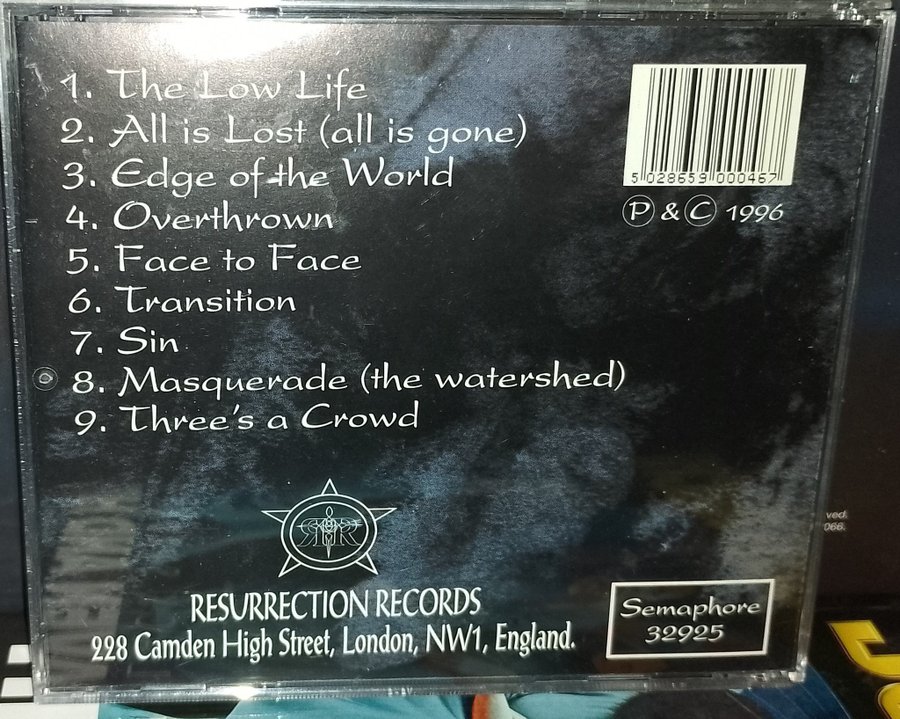 1. The Low Life
2. All is Lost (all is gone)
3. Edge of the World
4. Overthrown
5. Face to Face
6. Transition
7. Sin
8. Masquerade (the watershed)
9. Three's a Crowd
5 028659 000467
Ⓟ & Ⓒ 1996
RESURRECTION RECORDS
228 Camden High Street, London, NW1, England.
Semaphore
32925
ved.
066.